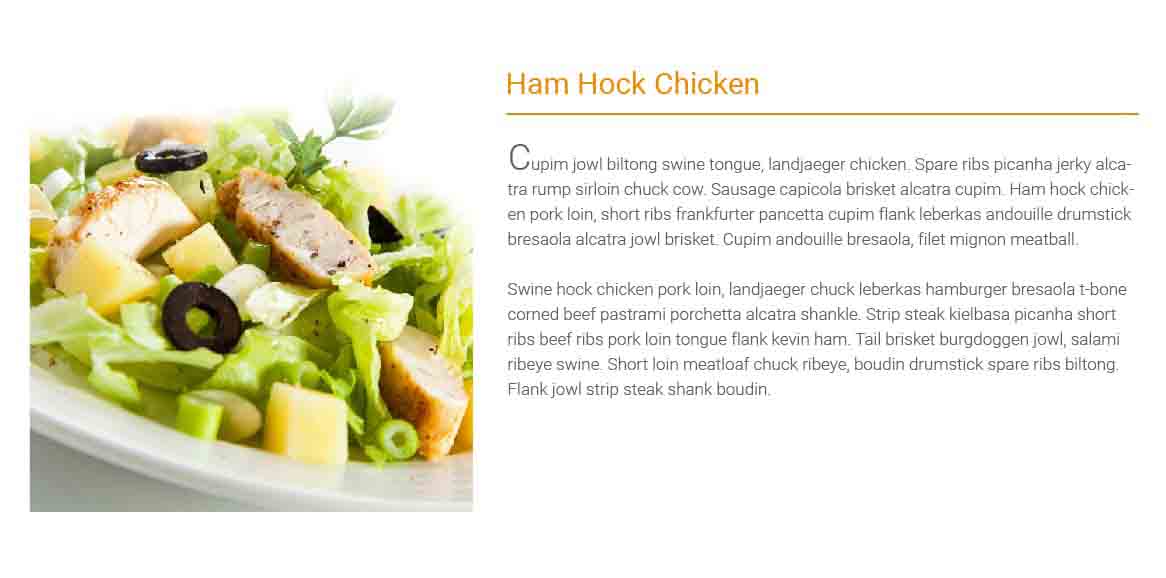 Ham Hock Chicken
Cupim jowl biltong swine tongue, landjaeger chicken. Spare ribs picanha jerky alca-
tra rump sirloin chuck cow. Sausage capicola brisket alcatra cupim. Ham hock chick-
en pork loin, short ribs frankfurter pancetta cupim flank leberkas andouille drumstick
bresaola alcatra jowl brisket. Cupim andouille bresaola, filet mignon meatball.
Swine hock chicken pork loin, landjaeger chuck leberkas hamburger bresaola t-bone
corned beef pastrami porchetta alcatra shankle. Strip steak kielbasa picanha short
ribs beef ribs pork loin tongue flank kevin ham. Tail brisket burgdoggen jowl, salami
ribeye swine. Short loin meatloaf chuck ribeye, boudin drumstick spare ribs biltong.
Flank jowl strip steak shank boudin.